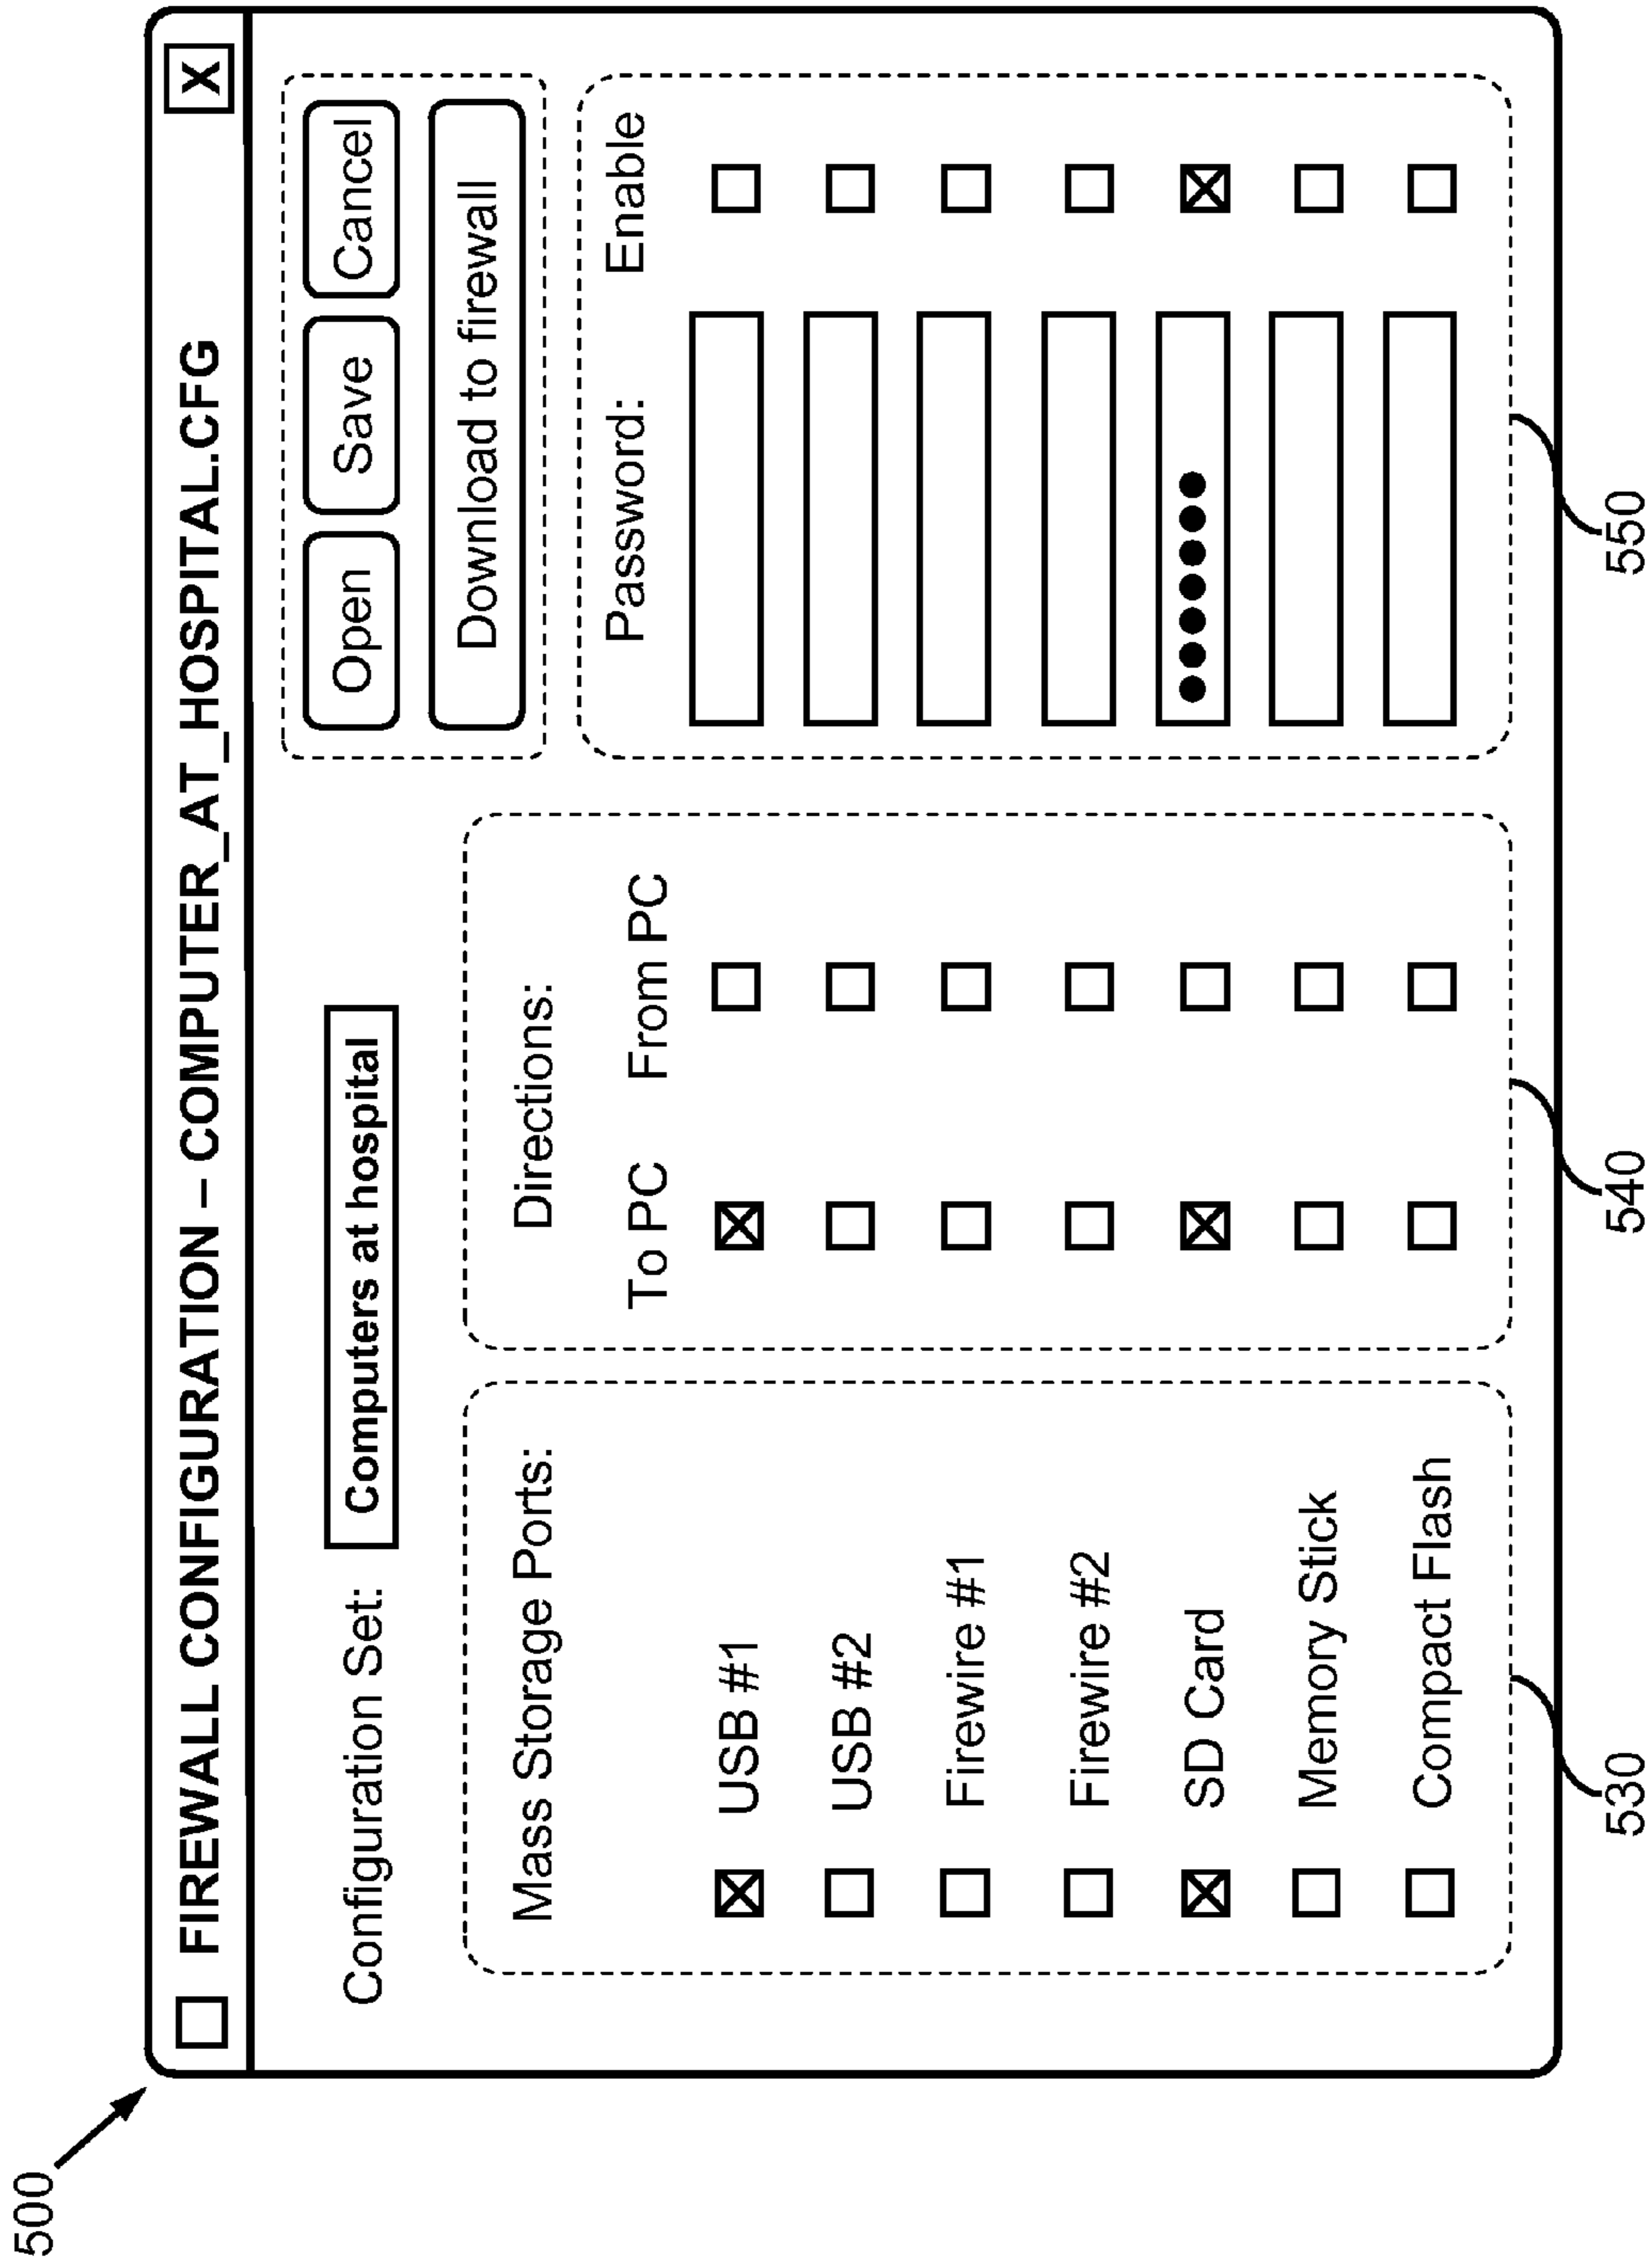 500
FIREWALL CONFIGURATION – COMPUTER_AT_HOSPITAL.CFG X
Configuration Set: Computers at hospital
Open Save Cancel
Download to firewall
Mass Storage Ports:
USB #1
USB #2
Firewire #1
Firewire #2
SD Card
Memory Stick
Compact Flash
Directions:
To PC From PC
Password: Enable
●●●●●●●
530
540
550